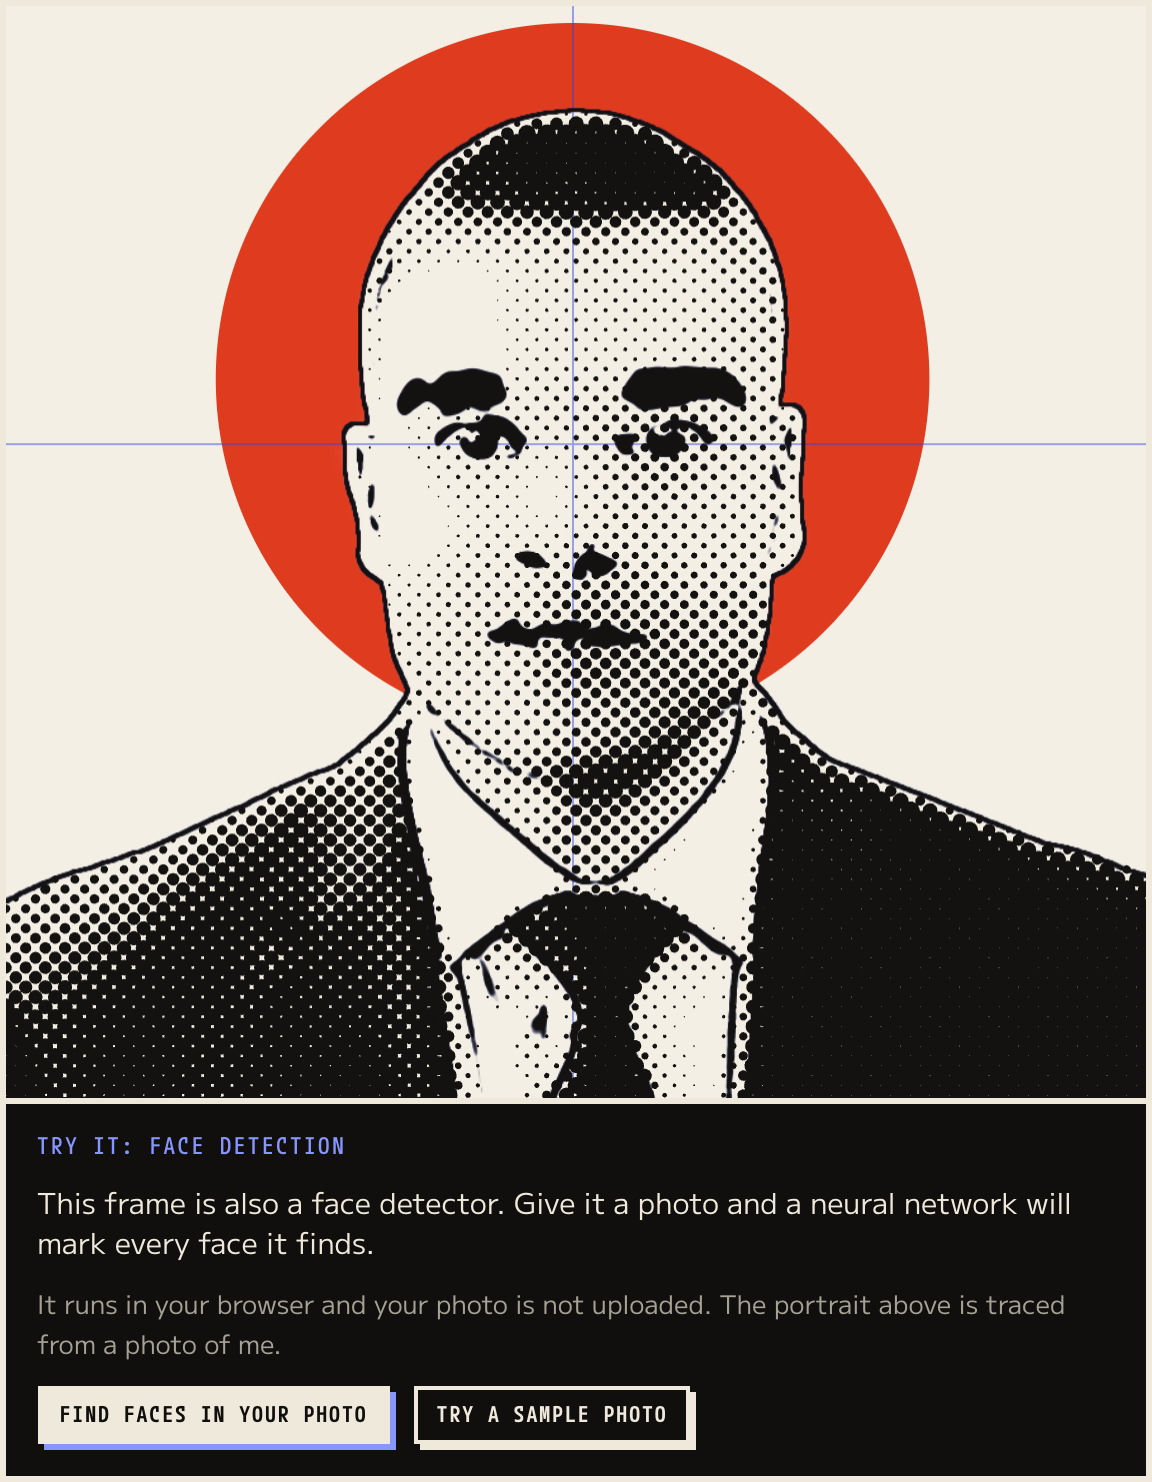 TRY IT: FACE DETECTION
This frame is also a face detector. Give it a photo and a neural network will
mark every face it finds.
It runs in your browser and your photo is not uploaded. The portrait above is traced
from a photo of me.
FIND FACES IN YOUR PHOTO
TRY A SAMPLE PHOTO